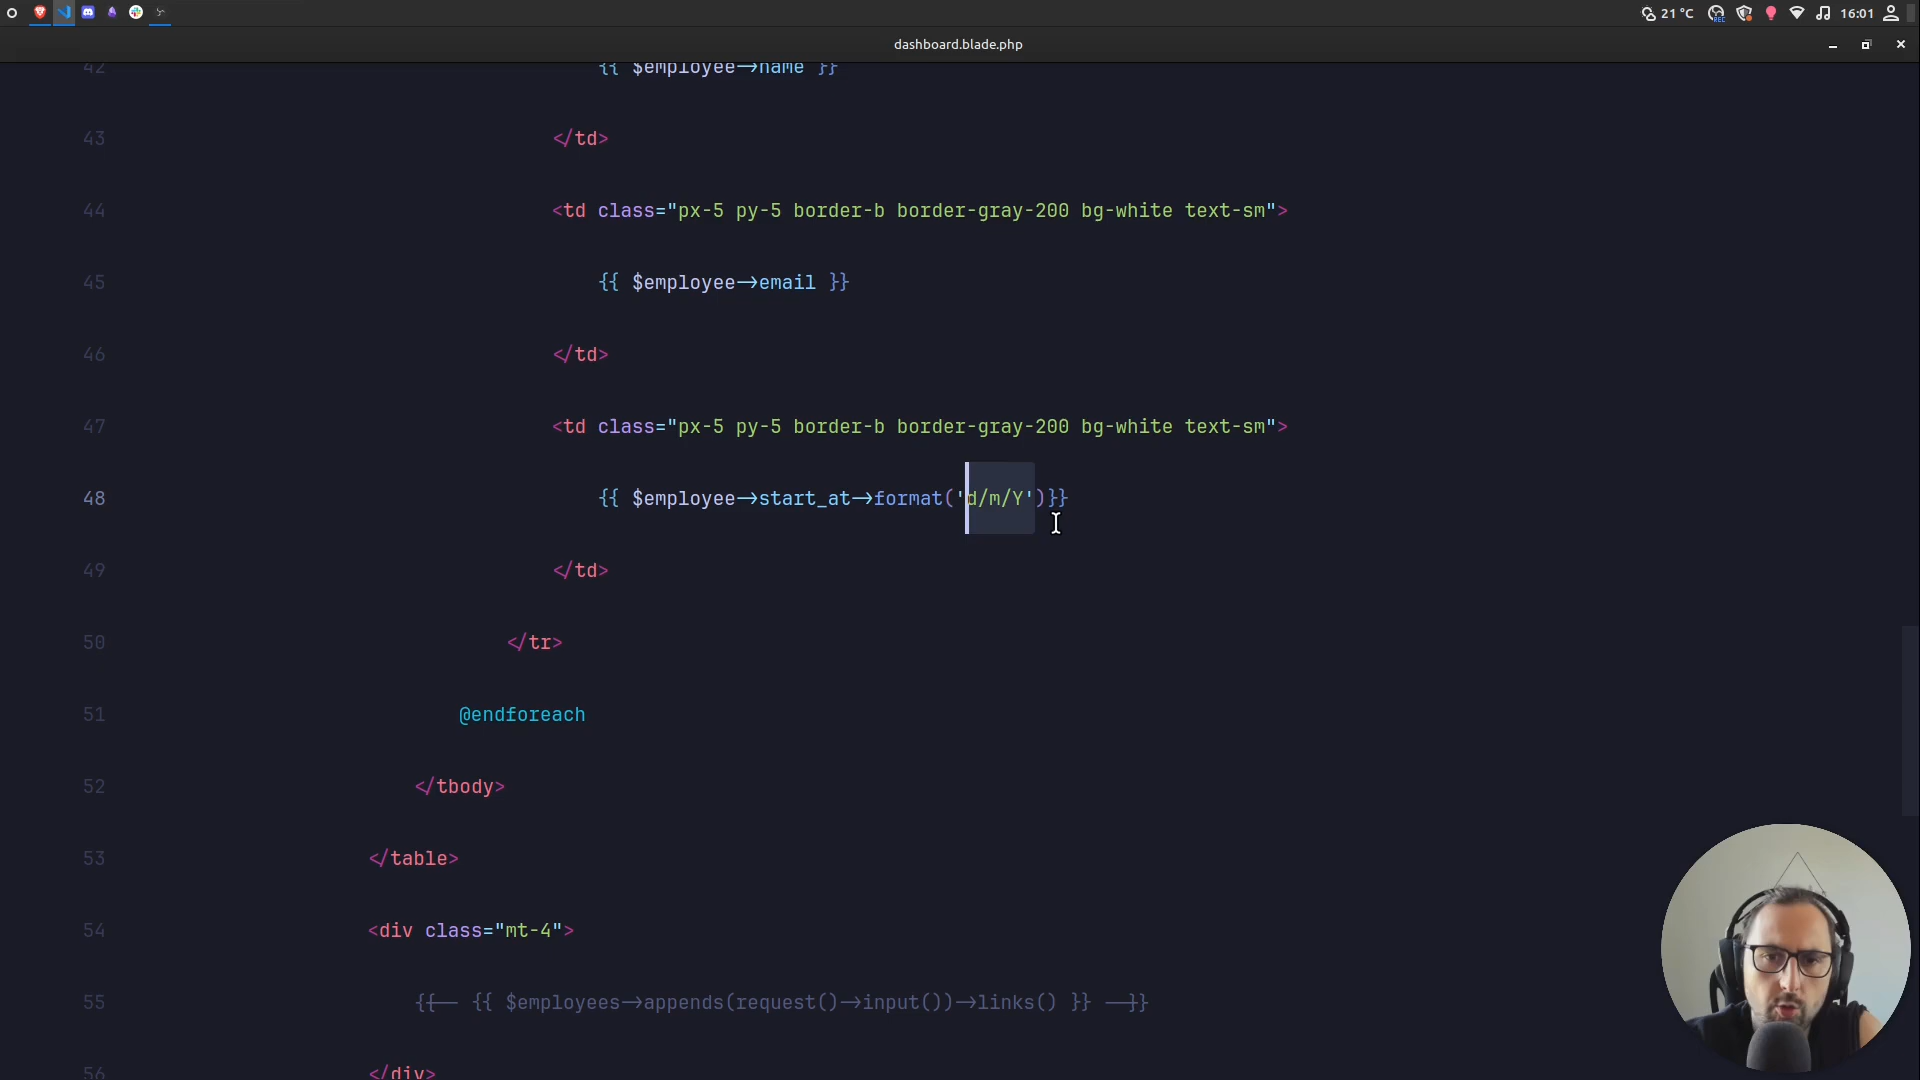 21 °C
REC
16:01
dashboard.blade.php
42 {{ $employee->name }}
43 </td>
44 <td class="px-5 py-5 border-b border-gray-200 bg-white text-sm">
45 {{ $employee->email }}
46 </td>
47 <td class="px-5 py-5 border-b border-gray-200 bg-white text-sm">
48 {{ $employee->start_at->format('d/m/Y')}}
49 </td>
50 </tr>
51 @endforeach
52 </tbody>
53 </table>
54 <div class="mt-4">
55 {{-- {{ $employees->appends(request()->input())->links() }} --}}
56 </div>